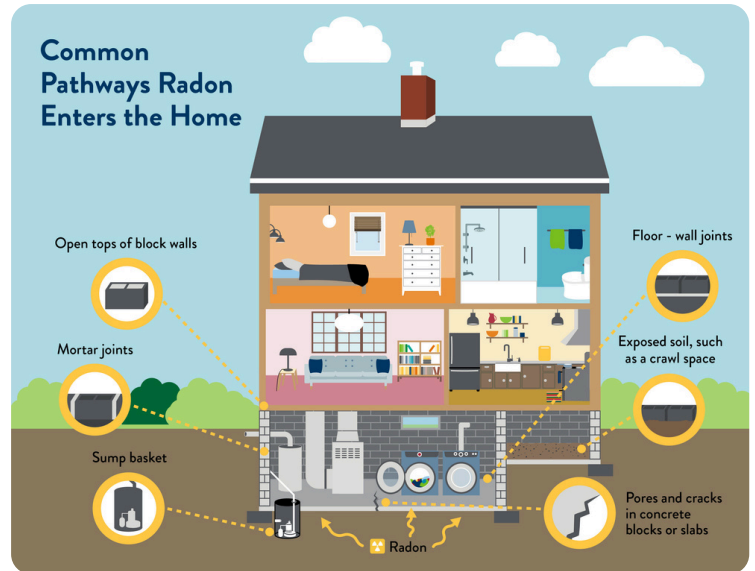 Common
Pathways Radon
Enters the Home
Open tops of block walls
Mortar joints
Sump basket
Floor - wall joints
Exposed soil, such
as a crawl space
Pores and cracks
in concrete
blocks or slabs
Radon